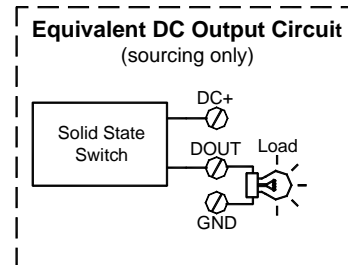 Equivalent DC Output Circuit
(sourcing only)
DC+
Solid State
Switch
DOUT
Load
GND